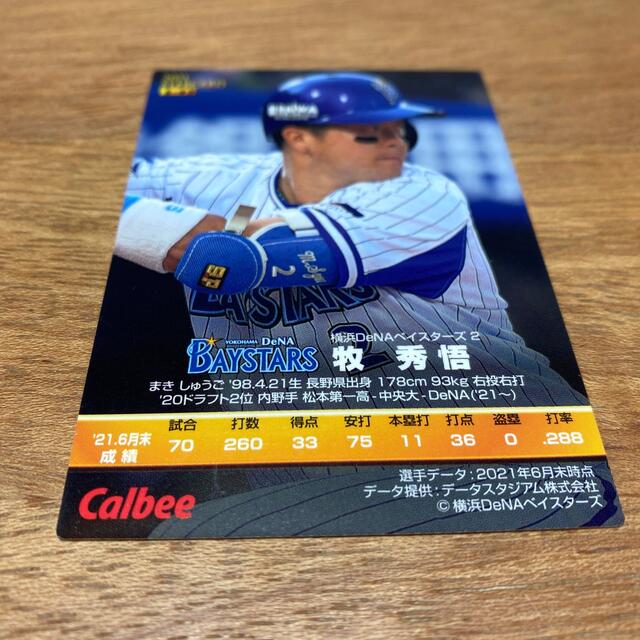 横浜DeNAベイスターズ 2
YOKOHAMA DeNA
BAYSTARS
牧 秀悟
まき しゅうご '98.4.21生 長野県出身 178cm 93kg 右投右打
'20ドラフト2位 内野手 松本第一高-中央大-DeNA('21~)
試合 打数 得点 安打 本塁打 打点 盗塁 打率
'21.6月末
成績
70 260 33 75 11 36 0 .288
選手データ:2021年6月末時点
データ提供:データスタジアム株式会社
© 横浜DeNAベイスターズ
Calbee
BAYSTARS
2
2